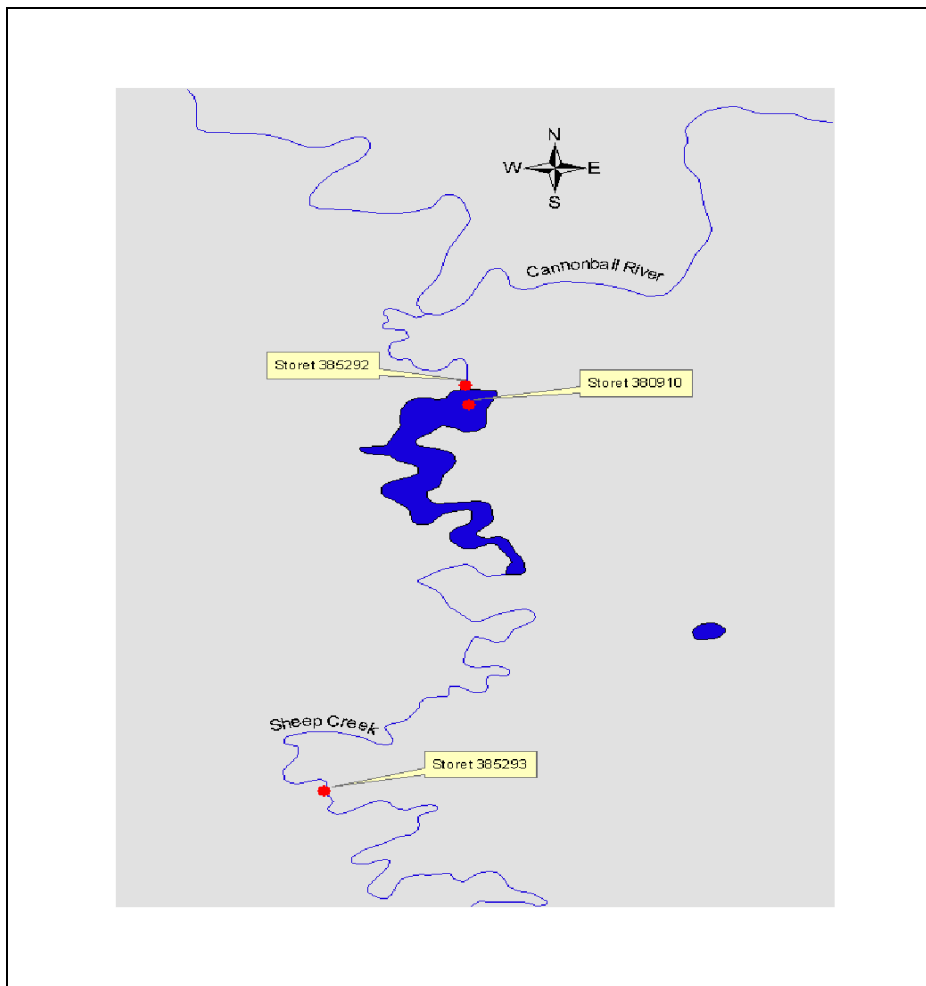 N
W E
S
Cannonball River
Storet 385292
Storet 380910
Sheep Creek
Storet 385293